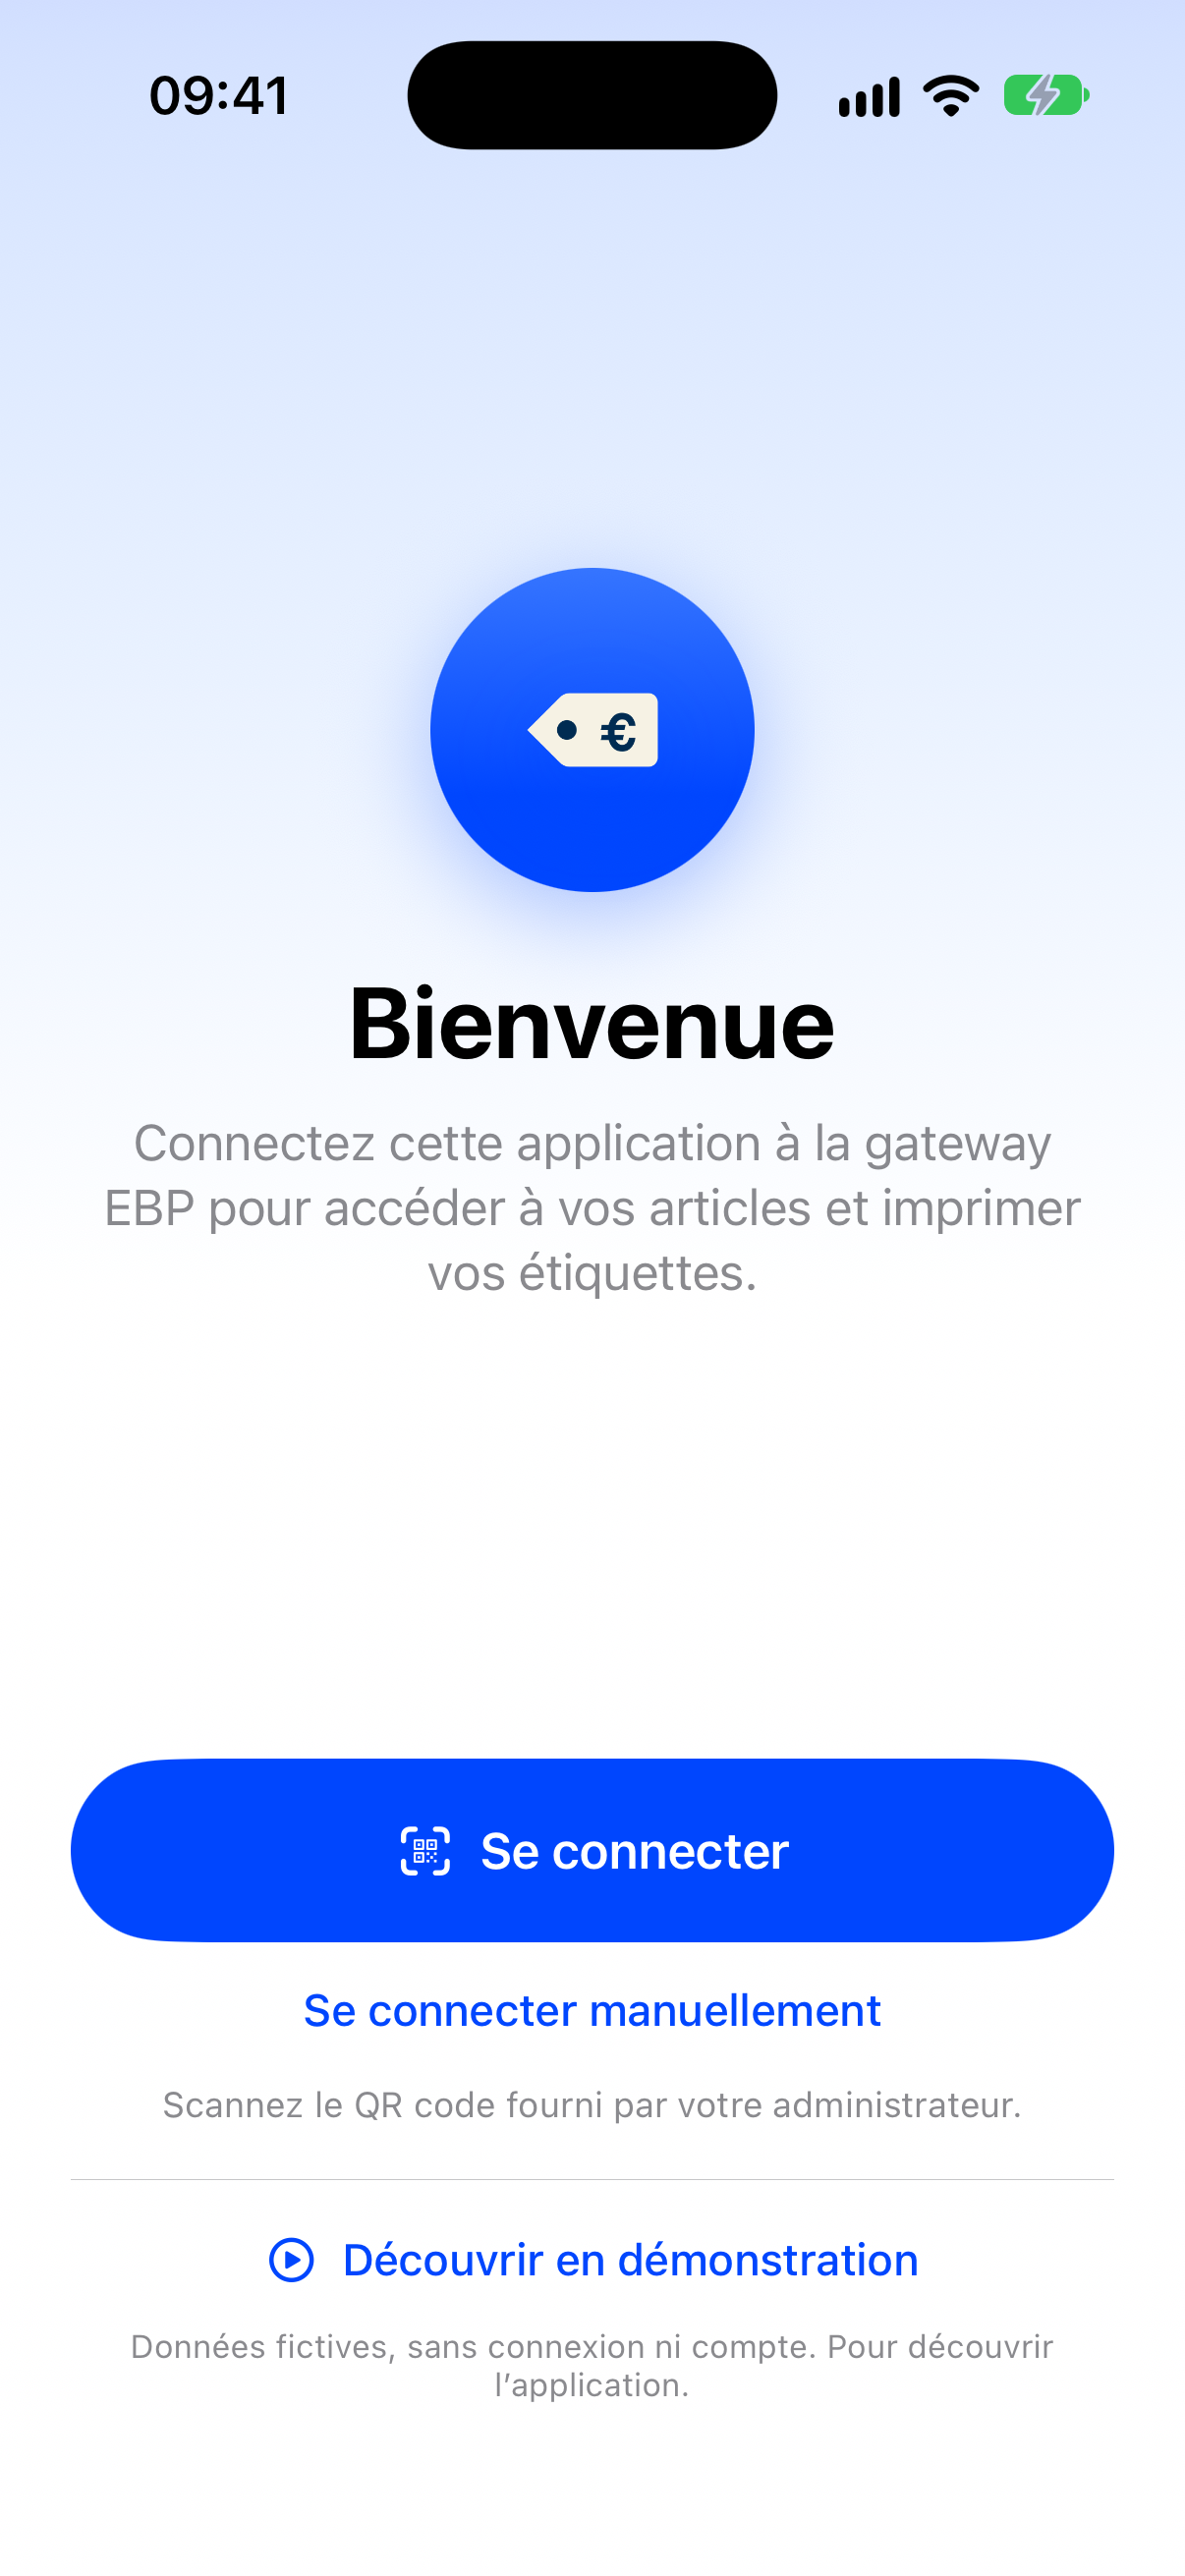 09:41
€
Bienvenue
Connectez cette application à la gateway
EBP pour accéder à vos articles et imprimer
vos étiquettes.
Se connecter
Se connecter manuellement
Scannez le QR code fourni par votre administrateur.
Découvrir en démonstration
Données fictives, sans connexion ni compte. Pour découvrir
l’application.